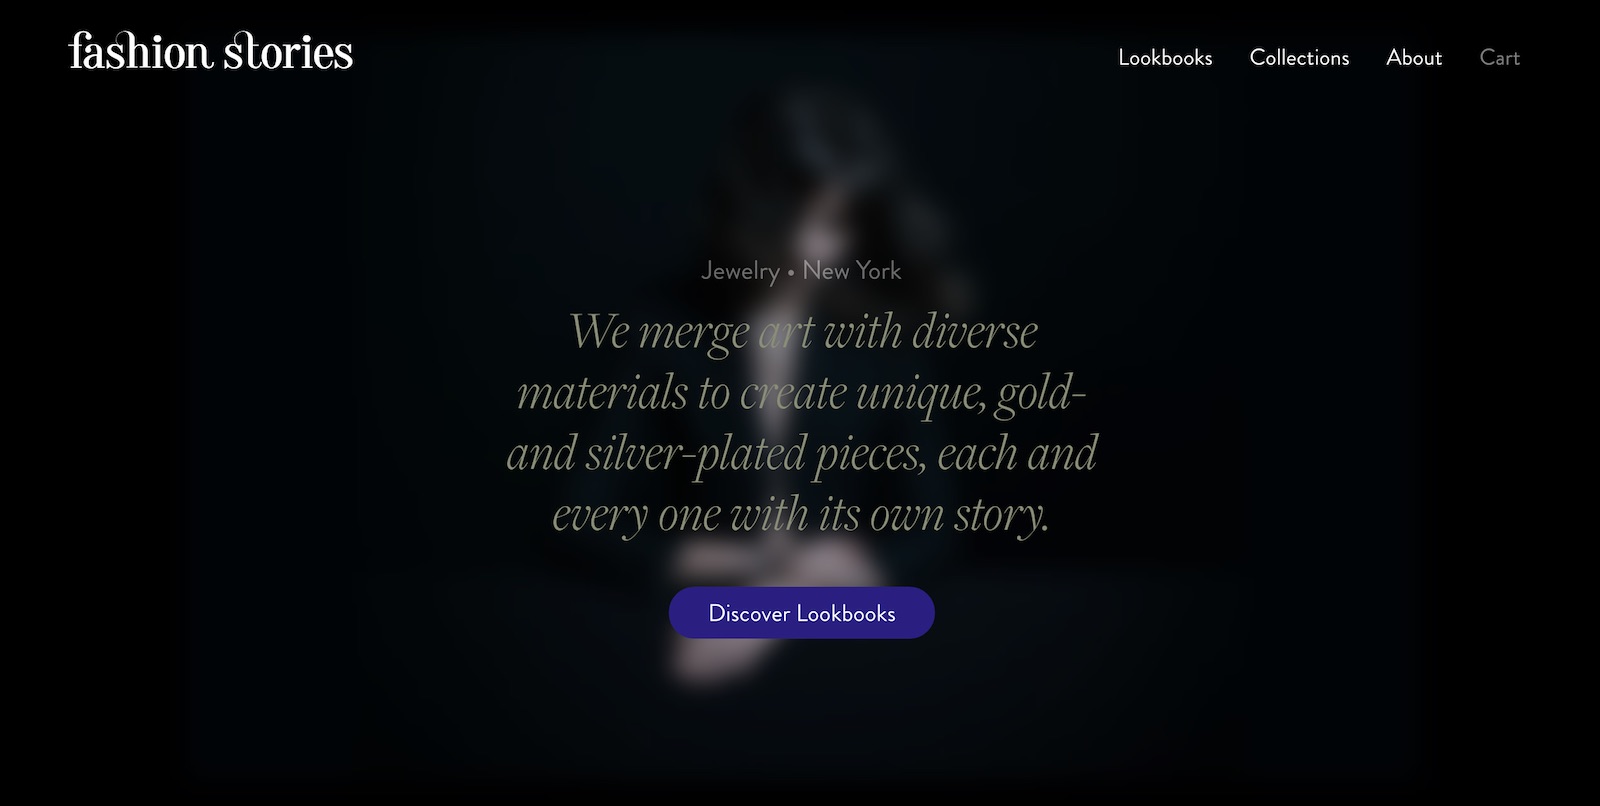 fashion stories
Lookbooks Collections About Cart
Jewelry • New York
We merge art with diverse
materials to create unique, gold-
and silver-plated pieces, each and
every one with its own story.
Discover Lookbooks